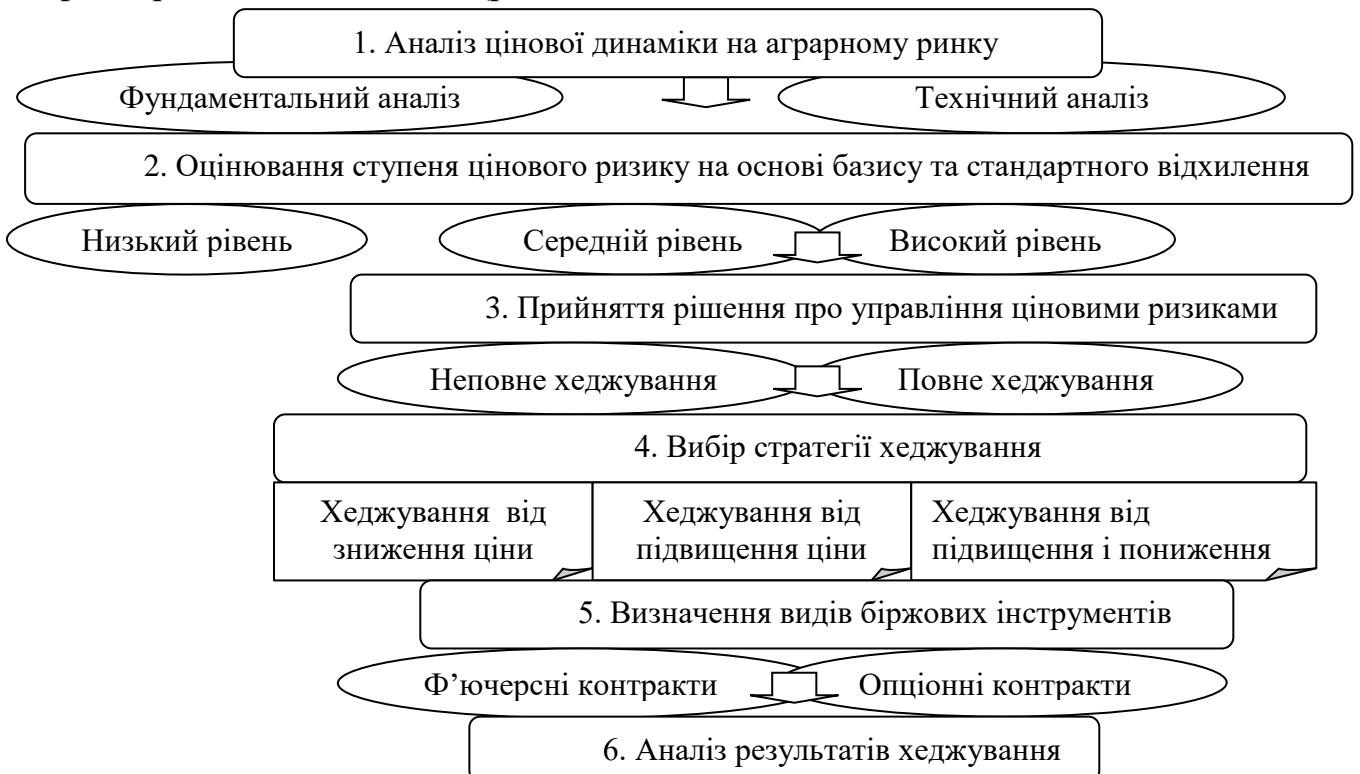 1. Аналіз цінової динаміки на аграрному ринку
Фундаментальний аналіз
Технічний аналіз
2. Оцінювання ступеня цінового ризику на основі базису та стандартного відхилення
Низький рівень
Середній рівень
Високий рівень
3. Прийняття рішення про управління ціновими ризиками
Неповне хеджування
Повне хеджування
4. Вибір стратегії хеджування
Хеджування від
зниження ціни
Хеджування від
підвищення ціни
Хеджування від
підвищення і пониження
5. Визначення видів біржових інструментів
Ф’ючерсні контракти
Опціонні контракти
6. Аналіз результатів хеджування